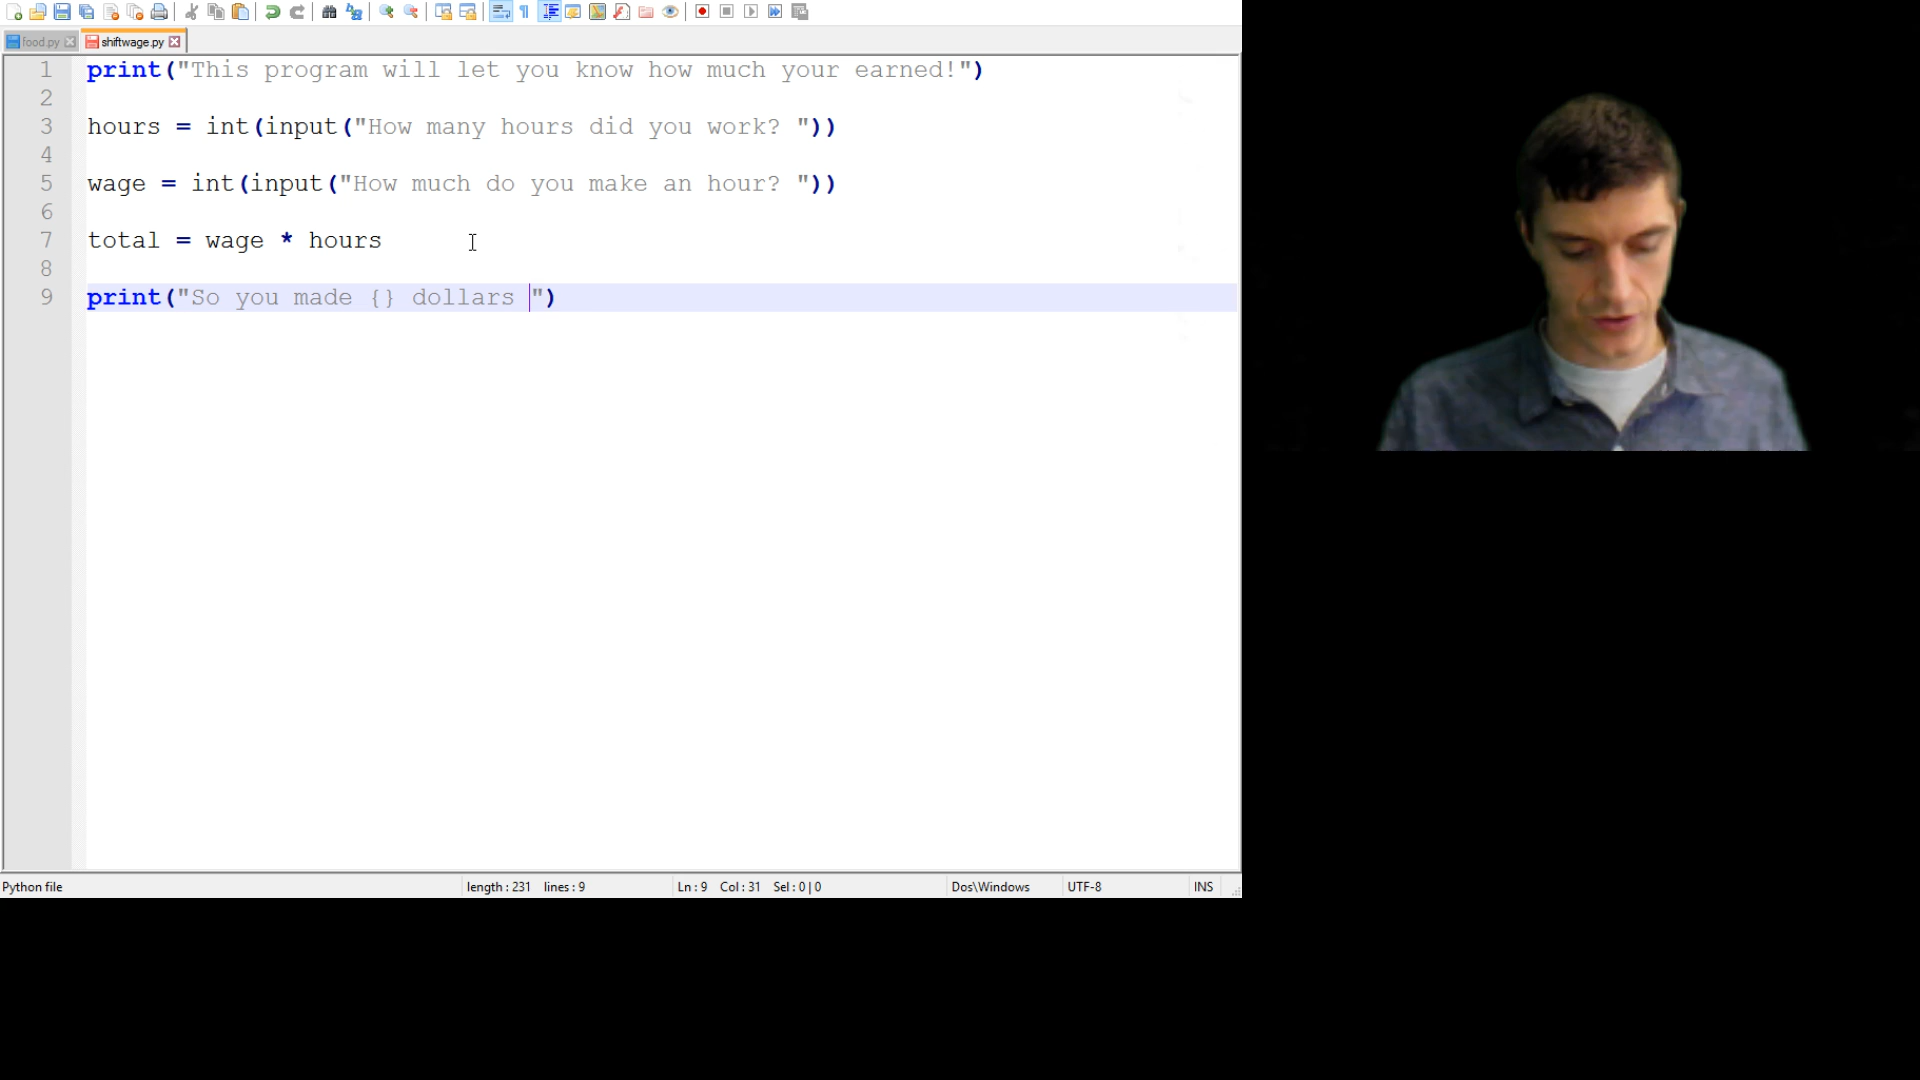 food.py
shiftwage.py
1 print("This program will let you know how much your earned!")
2
3 hours = int(input("How many hours did you work? "))
4
5 wage = int(input("How much do you make an hour? "))
6
7 total = wage * hours
8
9 print("So you made {} dollars ")
Python file length : 231 lines : 9 Ln : 9 Col : 31 Sel : 0 | 0 Dos\Windows UTF-8 INS